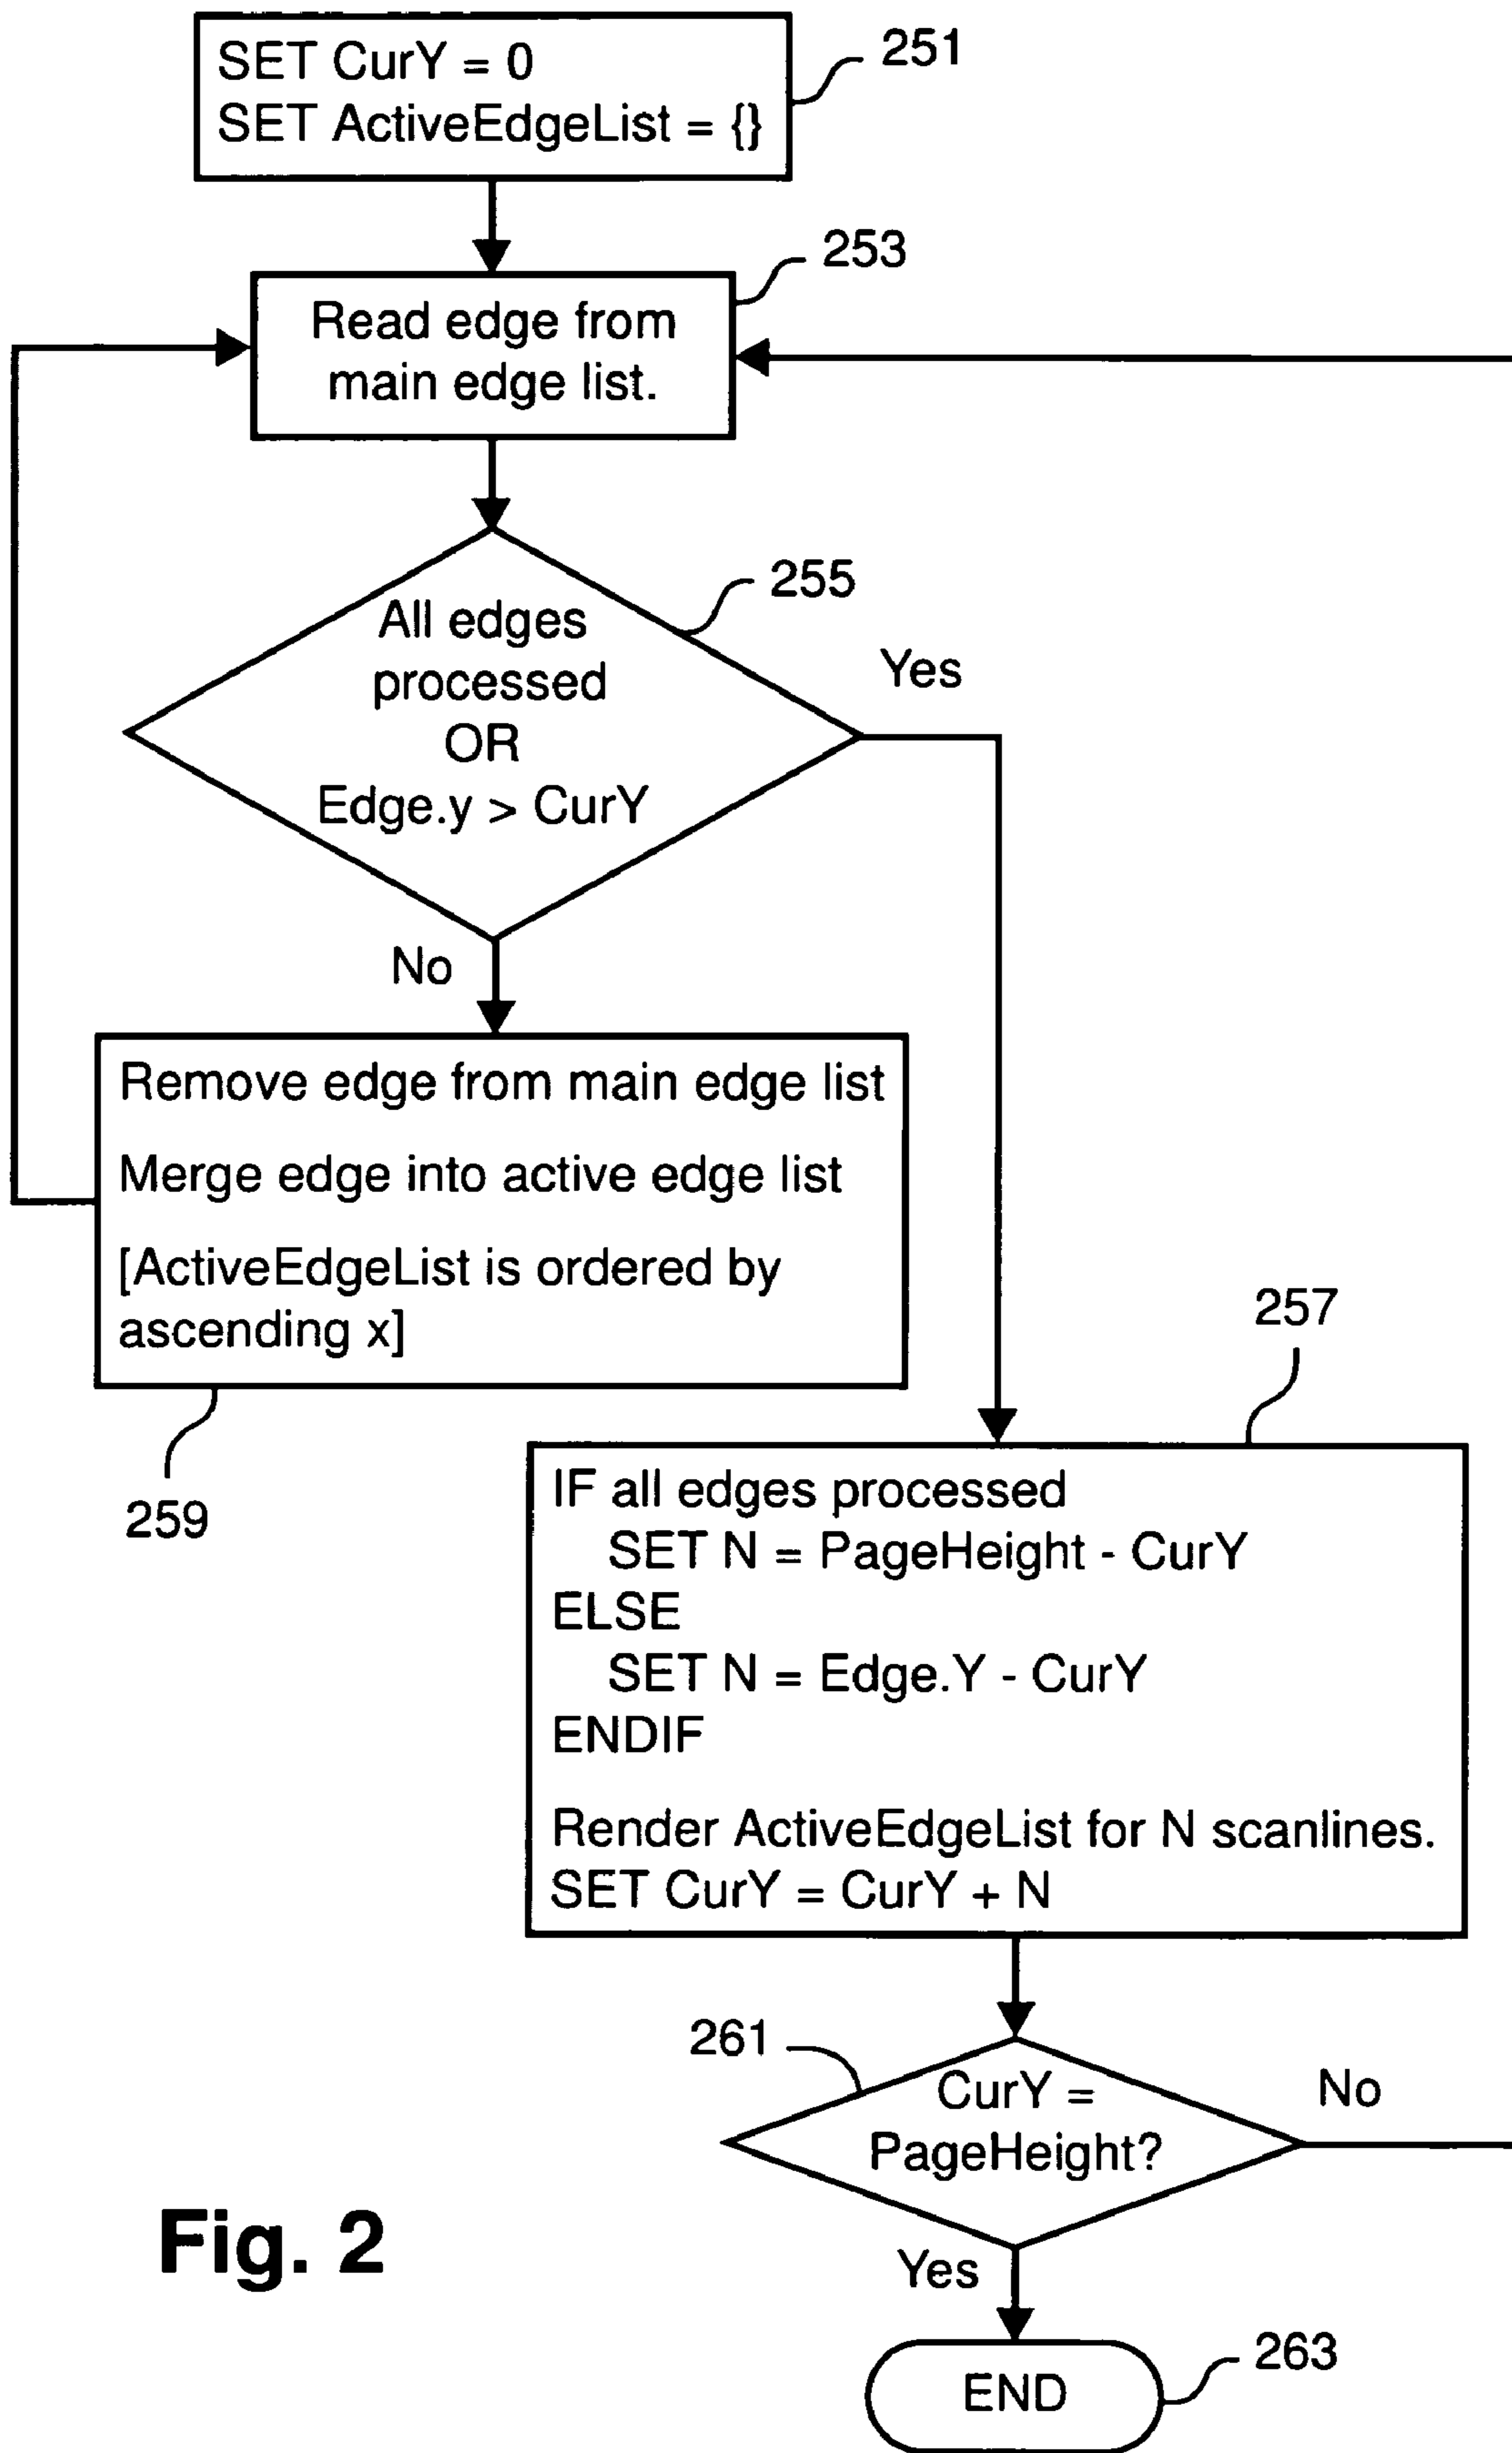 SET CurY = 0
SET ActiveEdgeList = {}
251
253
Read edge from
main edge list.
255
All edges
processed
OR
Edge.y > CurY
Yes
No
Remove edge from main edge list
Merge edge into active edge list
[ActiveEdgeList is ordered by
ascending x]
259
257
IF all edges processed
SET N = PageHeight - CurY
ELSE
SET N = Edge.Y - CurY
ENDIF
Render ActiveEdgeList for N scanlines.
SET CurY = CurY + N
261
CurY =
PageHeight?
No
Yes
Fig. 2
END
263